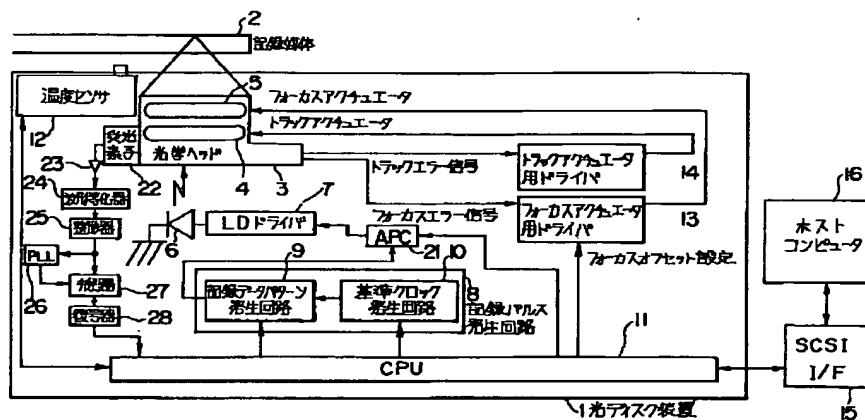 2
記録媒体
温度センサ
12
5
フォーカスアクチュエータ
トラックアクチュエータ
受光
素子
光学ヘッド
22
4
3
トラックエラー信号
トラックアクチュエータ
用ドライバ
14
23
24
波形等化器
25
整形器
PLL
26
27
28
復号器
6
7
LDドライバ
フォーカスエラー信号
APC
21
フォーカスアクチュエータ
用ドライバ
13
フォーカスオフセット設定
9
10
記録データパターン
発生回路
基準クロック
発生回路
8
記録パルス
発生回路
11
CPU
1光ディスク装置
16
ホスト
コンピュータ
SCSI
I/F
15